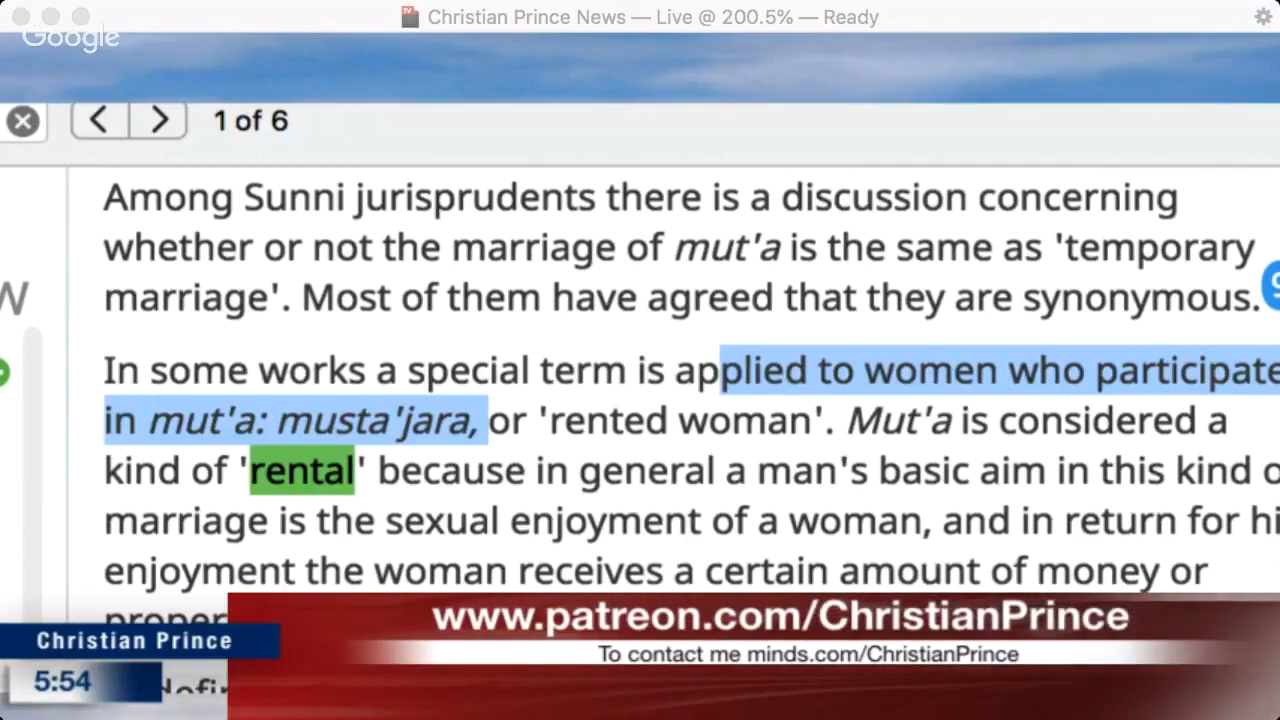 Christian Prince News — Live @ 200.5% — Ready
Google
1 of 6
Among Sunni jurisprudents there is a discussion concerning
whether or not the marriage of mut'a is the same as 'temporary
marriage'. Most of them have agreed that they are synonymous.
In some works a special term is applied to women who participate
in mut'a: musta'jara, or 'rented woman'. Mut'a is considered a
kind of 'rental' because in general a man's basic aim in this kind o
marriage is the sexual enjoyment of a woman, and in return for hi
enjoyment the woman receives a certain amount of money or
www.patreon.com/ChristianPrince
To contact me minds.com/ChristianPrince
Christian Prince
5:54